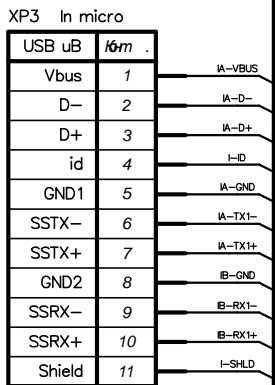 XP3 In micro
USB uB
Vbus 1 IA-VBUS
D- 2 IA-D-
D+ 3 IA-D+
id 4 I-ID
GND1 5 IA-GND
SSTX- 6 IA-TX1-
SSTX+ 7 IA-TX1+
GND2 8 IB-GND
SSRX- 9 IB-RX1-
SSRX+ 10 IB-RX1+
Shield 11 I-SHLD